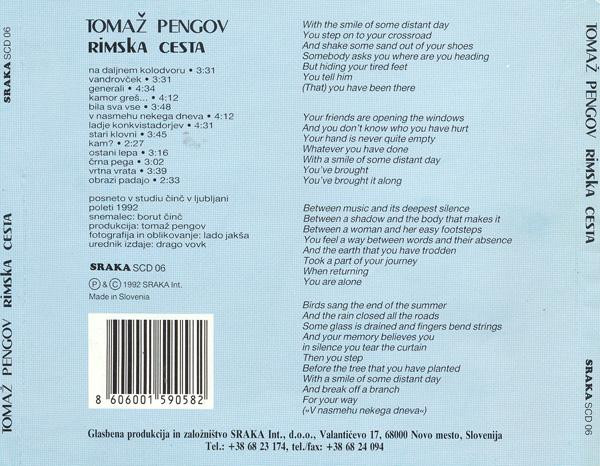 TOMAŽ PENGOV
RIMSKA CESTA
na daljnem kolodvoru • 3:31
vandrovček • 3:31
generali • 4:34
kamor greš... • 4:12
bila sva vse • 3:48
v nasmehu nekega dneva • 4:12
ladje konkvistadorjev • 4:31
stari klovni • 3:45
kam? • 2:27
ostani lepa • 3:16
črna pega • 3:02
vrtna vrata • 3:39
obrazi padajo • 2:33
posneto v studiu činč v ljubljani
poleti 1992
snemalec: borut činč
produkcija: tomaž pengov
fotografija in oblikovanje: lado jakša
urednik izdaje: drago vovk
SRAKA SCD 06
Ⓟ & © 1992 SRAKA Int.
Made in Slovenia
8 606001 590582
With the smile of some distant day
You step on to your crossroad
And shake some sand out of your shoes
Somebody asks you where are you heading
But hiding your tired feet
You tell him
(That) you have been there
Your friends are opening the windows
And you don't know who you have hurt
Your hand is never quite empty
Whatever you have done
With a smile of some distant day
You've brought
You've brought it along
Between music and its deepest silence
Between a shadow and the body that makes it
Between a woman and her easy footsteps
You feel a way between words and their absence
And the earth that you have trodden
Took a part of your journey
When returning
You are alone
Birds sang the end of the summer
And the rain closed all the roads
Some glass is drained and fingers bend strings
And your memory believes you
in silence you tear the curtain
Then you step
Before the tree that you have planted
With a smile of some distant day
And break off a branch
For your way
(»V nasmehu nekega dneva«)
Glasbena produkcija in založništvo SRAKA Int., d.o.o., Valantičevo 17, 68000 Novo mesto, Slovenija
Tel.: +38 68 23 174, tel./fax: +38 68 24 094
TOMAŽ PENGOV RIMSKA CESTA
SRAKA SCD 06
TOMAŽ PENGOV RIMSKA CESTA
SRAKA SCD 06